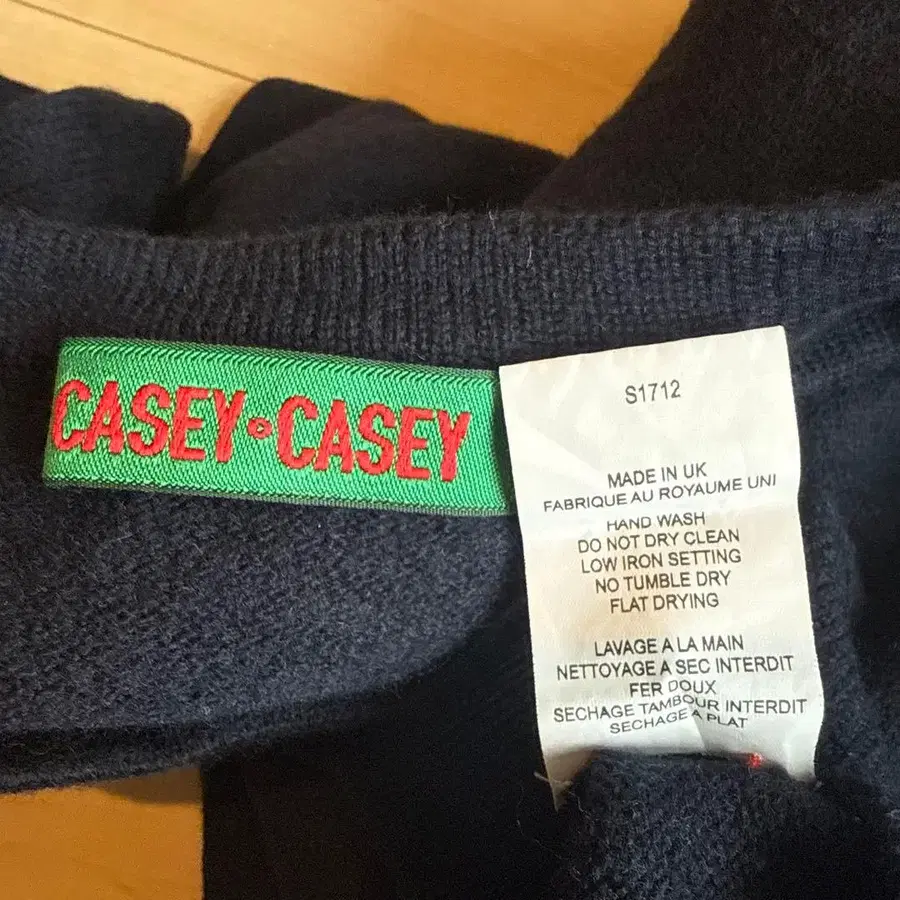 CASEY∘CASEY
S1712
MADE IN UK
FABRIQUE AU ROYAUME UNI
HAND WASH
DO NOT DRY CLEAN
LOW IRON SETTING
NO TUMBLE DRY
FLAT DRYING
LAVAGE A LA MAIN
NETTOYAGE A SEC INTERDIT
FER DOUX
SECHAGE TAMBOUR INTERDIT
SECHAGE A PLAT